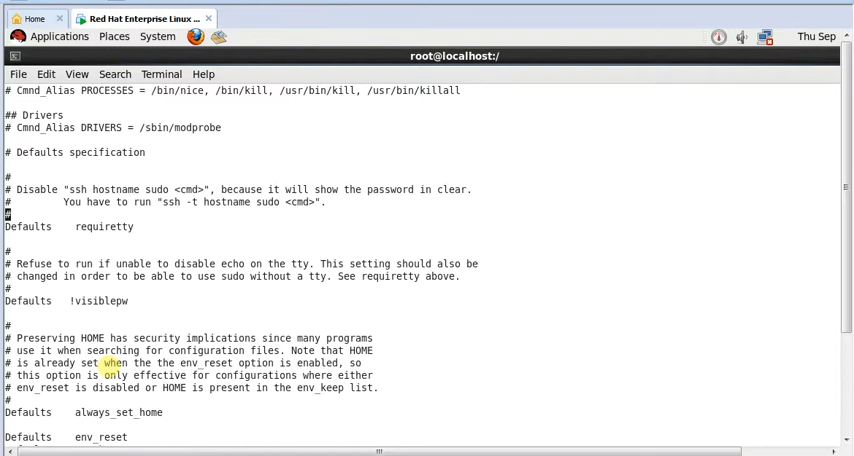 Home
Red Hat Enterprise Linux ...
Applications Places System
Thu Sep
root@localhost:/
File Edit View Search Terminal Help
# Cmnd_Alias PROCESSES = /bin/nice, /bin/kill, /usr/bin/kill, /usr/bin/killall
## Drivers
# Cmnd_Alias DRIVERS = /sbin/modprobe
# Defaults specification
#
# Disable "ssh hostname sudo <cmd>", because it will show the password in clear.
#         You have to run "ssh -t hostname sudo <cmd>".
#
Defaults    requiretty
#
# Refuse to run if unable to disable echo on the tty. This setting should also be
# changed in order to be able to use sudo without a tty. See requiretty above.
#
Defaults   !visiblepw
#
# Preserving HOME has security implications since many programs
# use it when searching for configuration files. Note that HOME
# is already set when the the env_reset option is enabled, so
# this option is only effective for configurations where either
# env_reset is disabled or HOME is present in the env_keep list.
#
Defaults    always_set_home
Defaults    env_reset